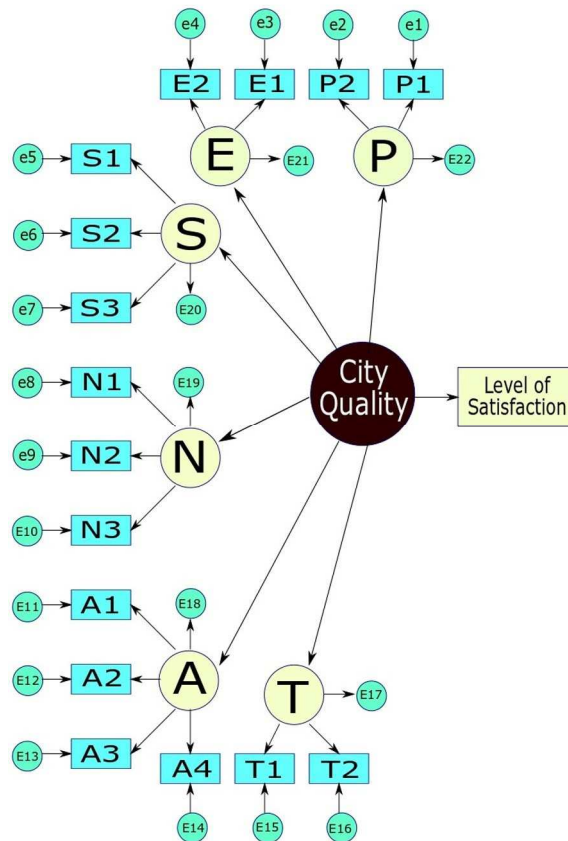 e4
e3
e2
e1
E2
E1
P2
P1
E
E21
P
E22
e5
S1
e6
S2
S
e7
S3
E20
City
Quality
Level of
Satisfaction
e8
N1
E19
e9
N2
N
E10
N3
E11
A1
E18
E12
A2
A
T
E17
E13
A3
A4
T1
T2
E14
E15
E16